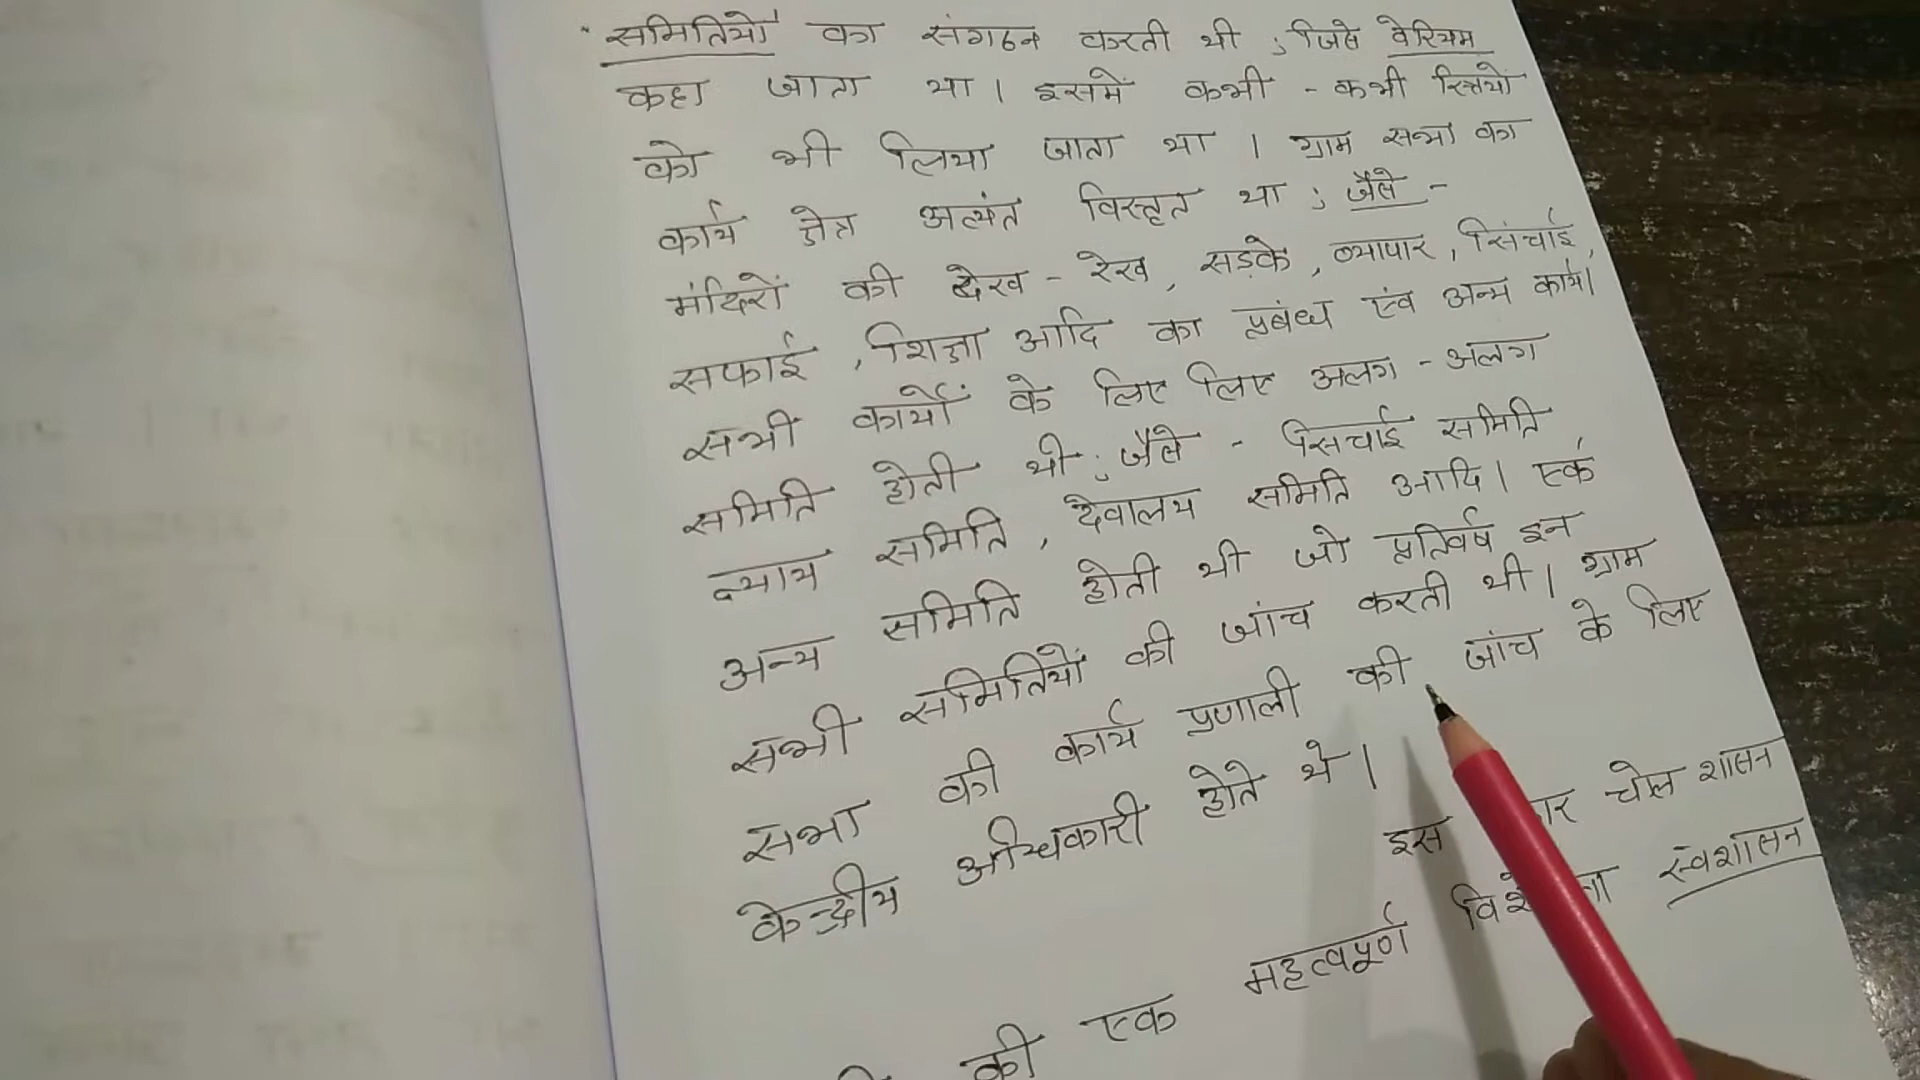 "समितियों" का संगठन करती थी ; जिसे वेरियम
कहा जाता था । इसमें कभी - कभी स्त्रियों
को भी लिया जाता था । ग्राम सभा का
कार्य क्षेत्र अत्यंत विस्तृत था ; जैसे -
मंदिरों की देख - रेख, सड़के, व्यापार, सिंचाई,
सफाई, शिक्षा आदि का प्रबंध एंव अन्य कार्य।
सभी कार्यों के लिए लिए अलग - अलग
समिति होती थी ; जैसे - सिचाई समिति
न्याय समिति, देवालय समिति आदि। एक
अन्य समिति होती थी जो प्रतिवर्ष इन
सभी समितियों की जांच करती थी। ग्राम
सभा की कार्य प्रणाली की जांच के लिए
केन्द्रीय अधिकारी होते थे।
इस चोल शासन
की एक महत्वपूर्ण स्वशासन